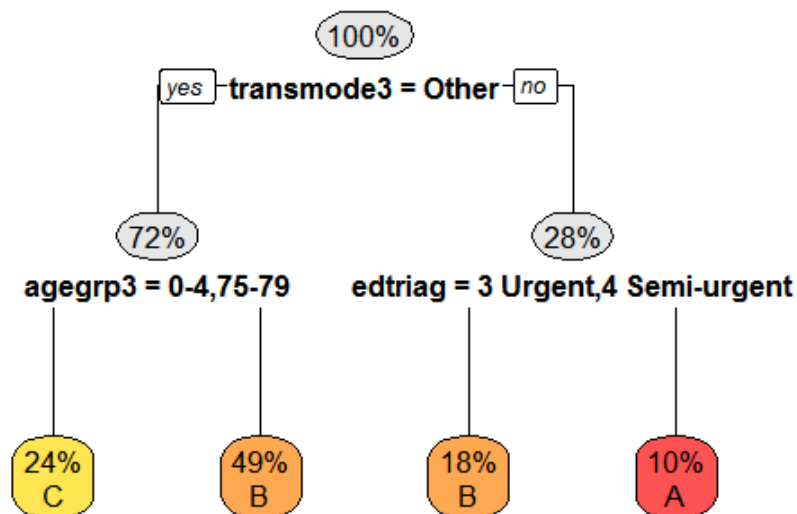 100%
yes transmode3 = Other no
72% 28%
agegrp3 = 0-4,75-79 edtriag = 3 Urgent,4 Semi-urgent
24% 49% 18% 10%
C B B A